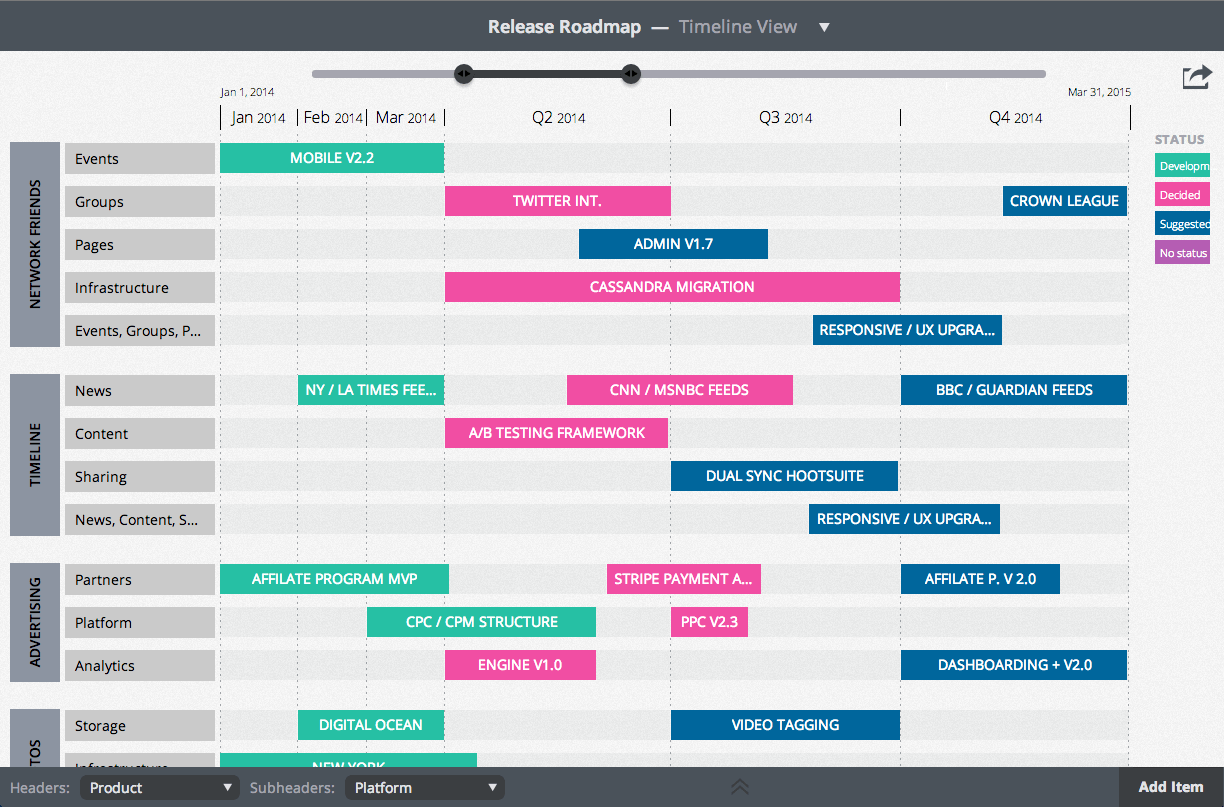 Release Roadmap — Timeline View ▼
Jan 1, 2014 Mar 31, 2015
Jan 2014 Feb 2014 Mar 2014 Q2 2014 Q3 2014 Q4 2014
STATUS
Developm
Decided
Suggested
No status
NETWORK FRIENDS
Events MOBILE V2.2
Groups TWITTER INT. CROWN LEAGUE
Pages ADMIN V1.7
Infrastructure CASSANDRA MIGRATION
Events, Groups, P... RESPONSIVE / UX UPGRA...
TIMELINE
News NY / LA TIMES FEE... CNN / MSNBC FEEDS BBC / GUARDIAN FEEDS
Content A/B TESTING FRAMEWORK
Sharing DUAL SYNC HOOTSUITE
News, Content, S... RESPONSIVE / UX UPGRA...
ADVERTISING
Partners AFFILATE PROGRAM MVP STRIPE PAYMENT A... AFFILATE P. V 2.0
Platform CPC / CPM STRUCTURE PPC V2.3
Analytics ENGINE V1.0 DASHBOARDING + V2.0
TOS
Storage DIGITAL OCEAN VIDEO TAGGING
Infrastructure NEW YORK
Headers: Product ▼ Subheaders: Platform ▼ Add Item